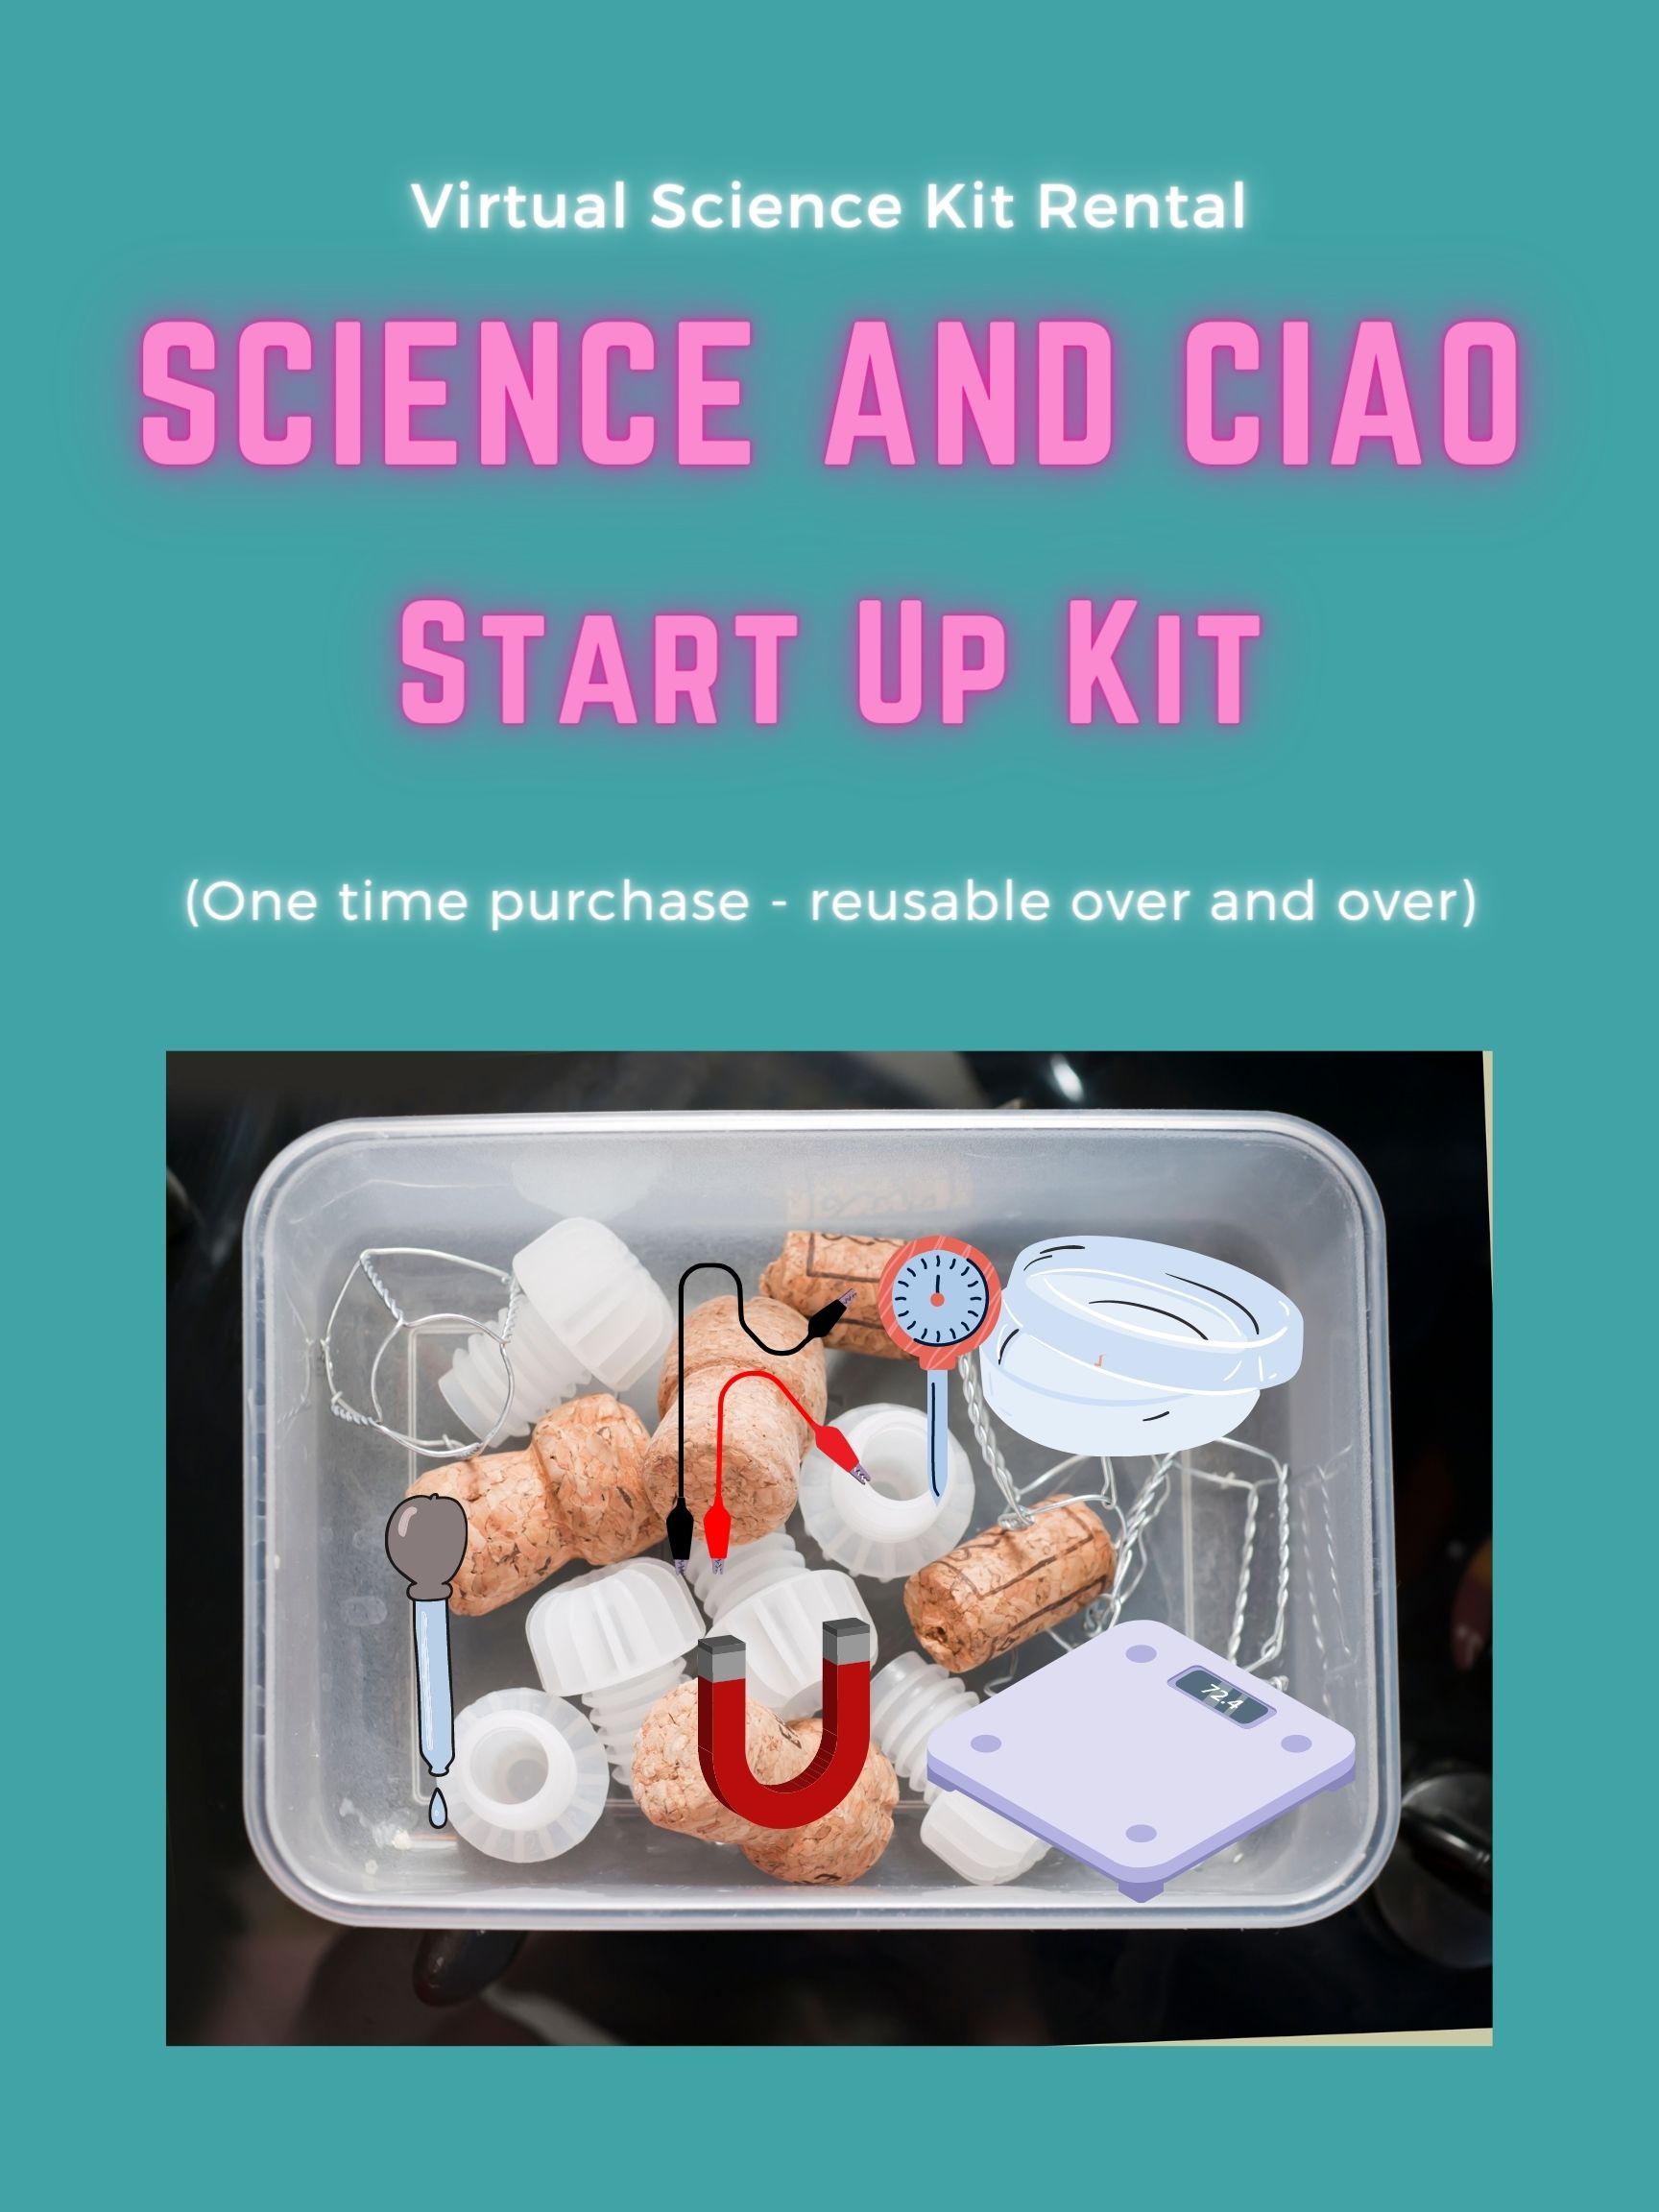 Virtual Science Kit Rental
SCIENCE AND CIAO
START UP KIT
(One time purchase - reusable over and over)
72.4